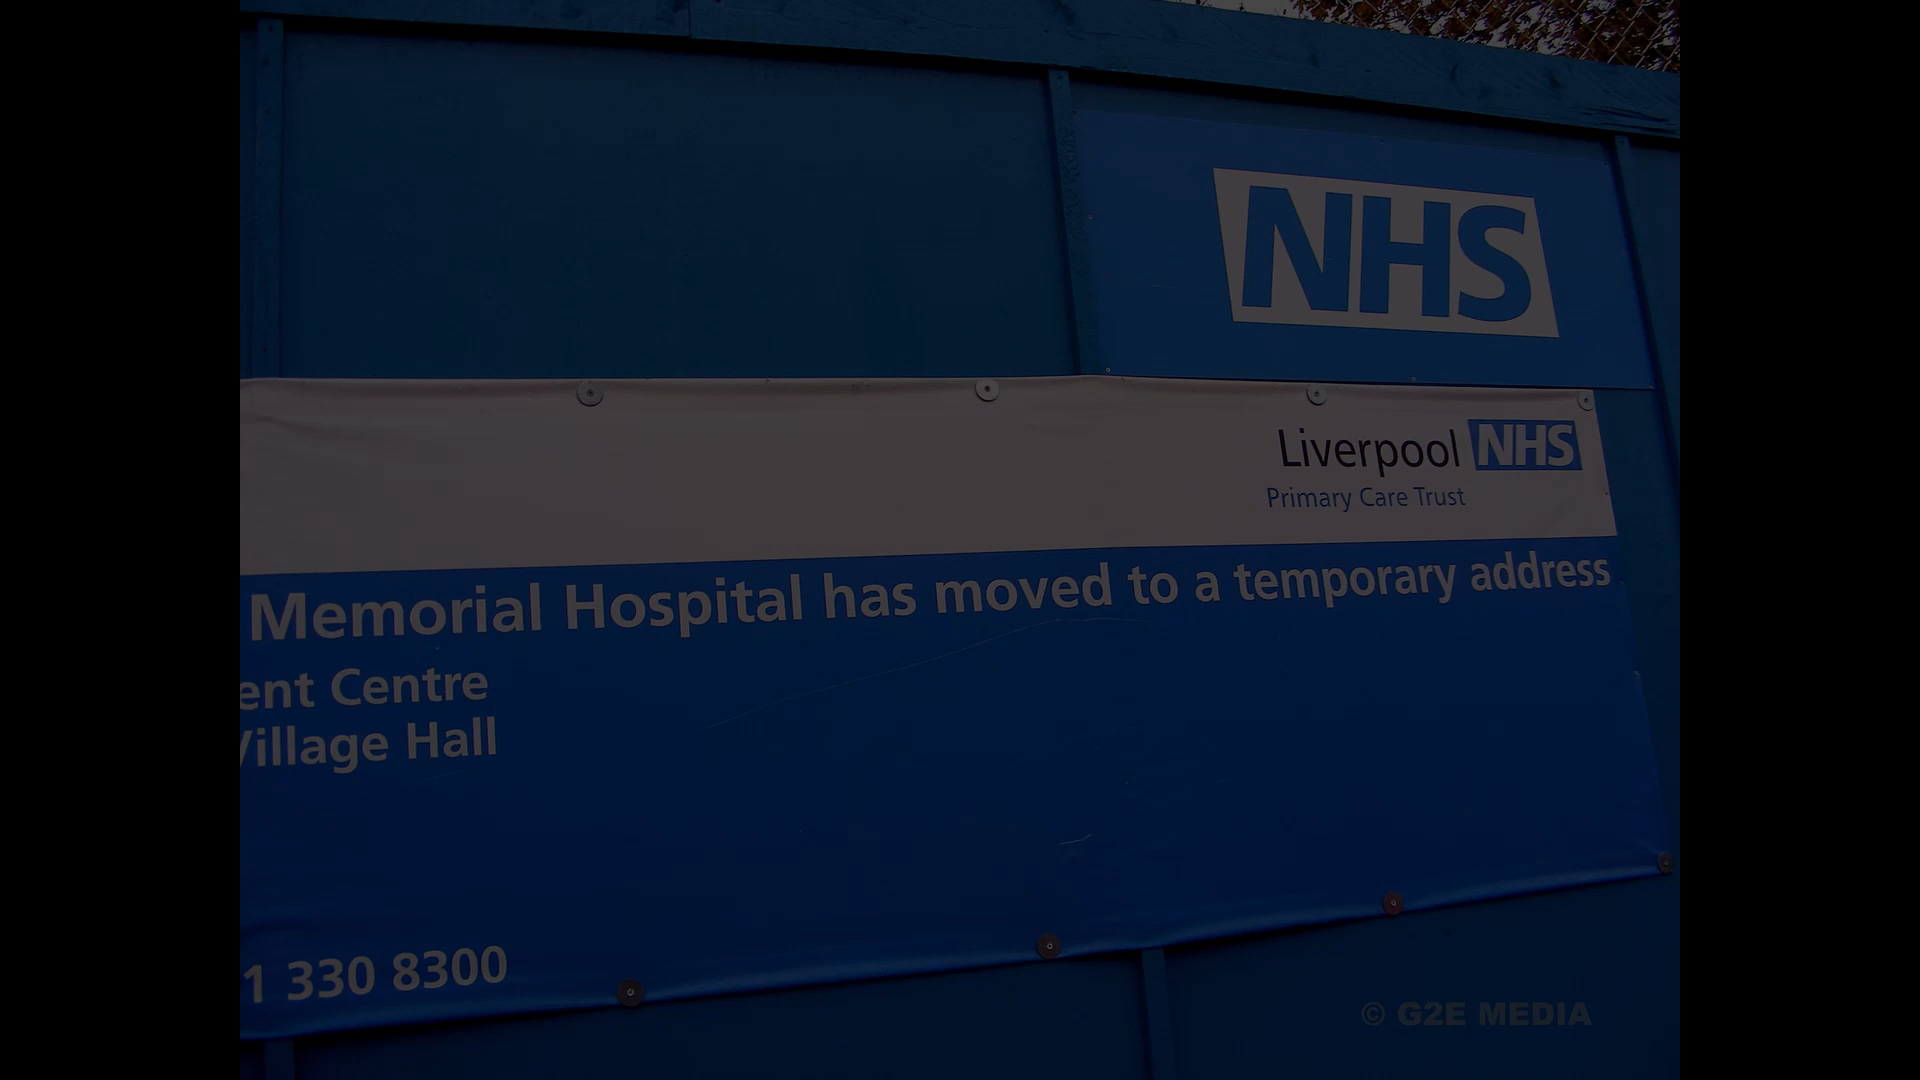 NHS
Liverpool NHS
Primary Care Trust
Memorial Hospital has moved to a temporary address
ent Centre
Village Hall
1 330 8300
© G2E MEDIA